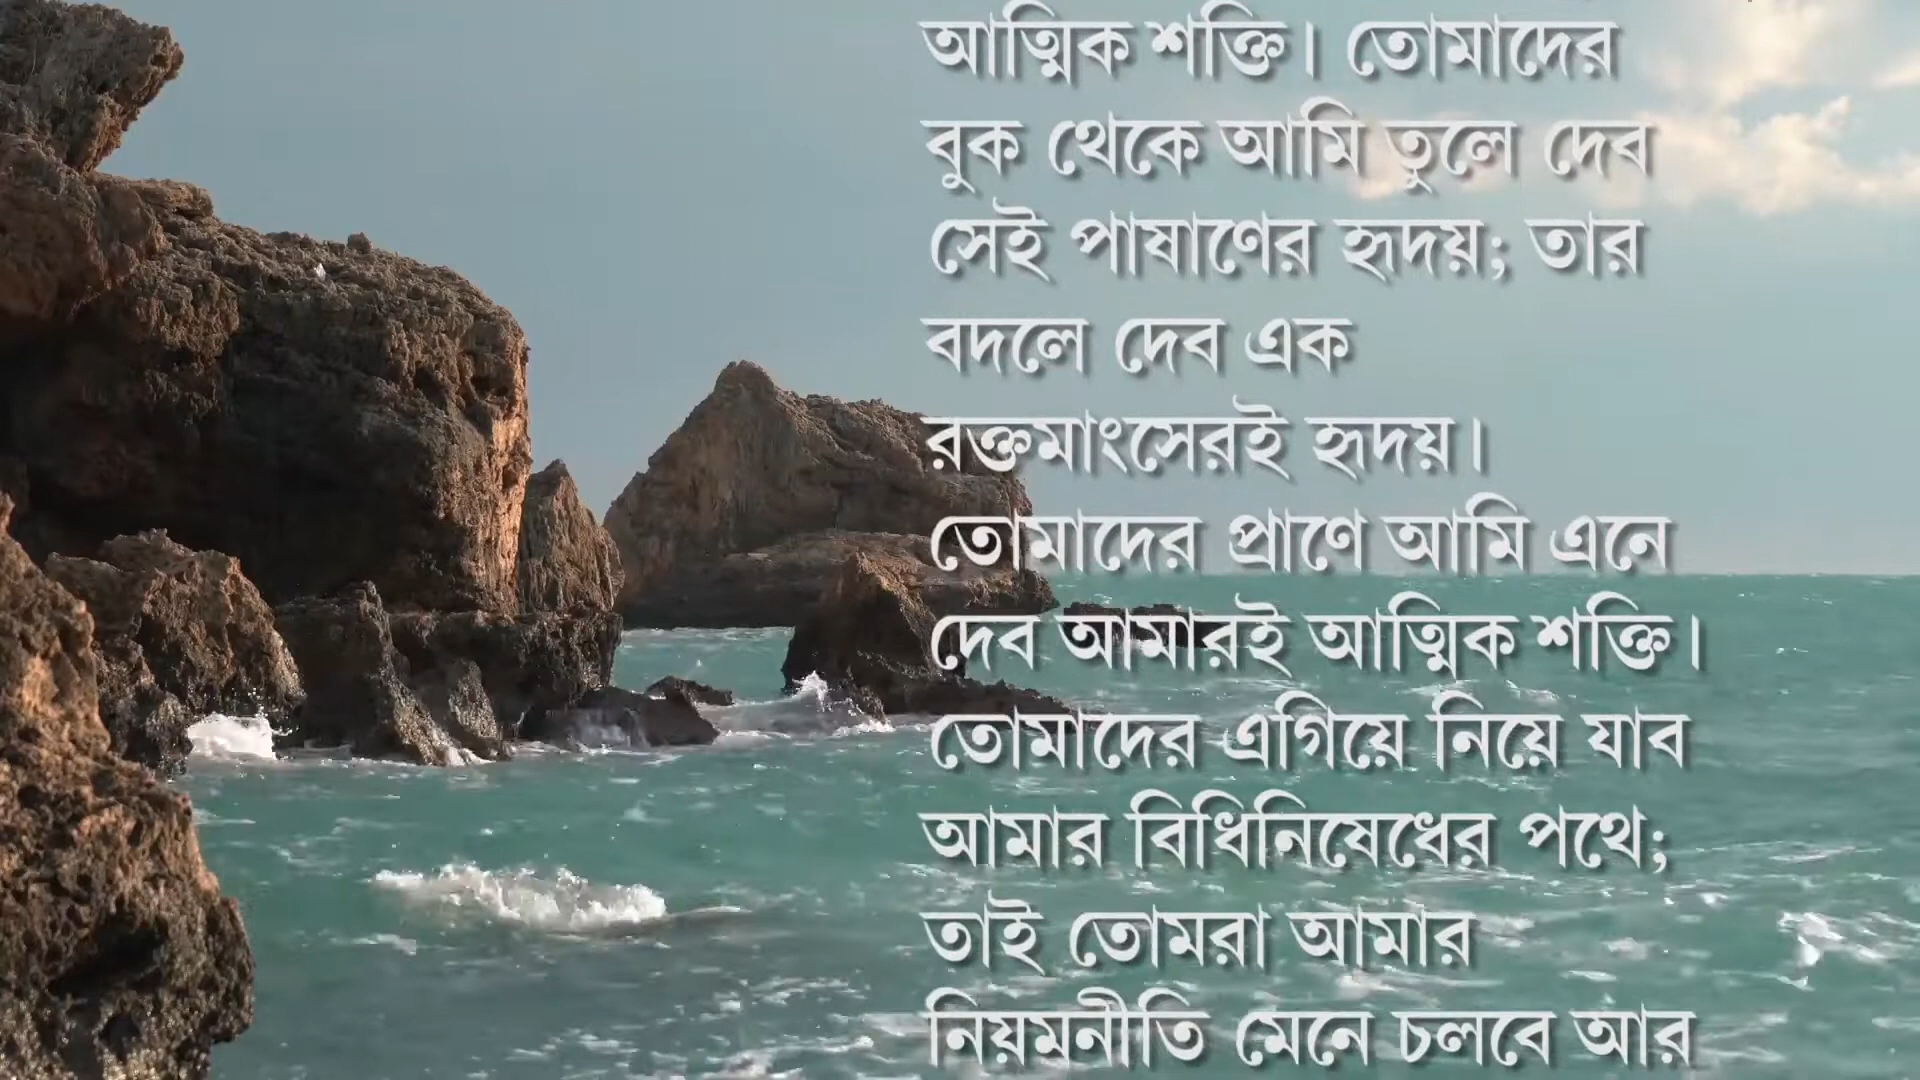 আত্মিক শক্তি। তোমাদের
বুক থেকে আমি তুলে দেব
সেই পাষাণের হৃদয়; তার
বদলে দেব এক
রক্তমাংসেরই হৃদয়।
তোমাদের প্রাণে আমি এনে
দেব আমারই আত্মিক শক্তি।
তোমাদের এগিয়ে নিয়ে যাব
আমার বিধিনিষেধের পথে;
তাই তোমরা আমার
নিয়মনীতি মেনে চলবে আর